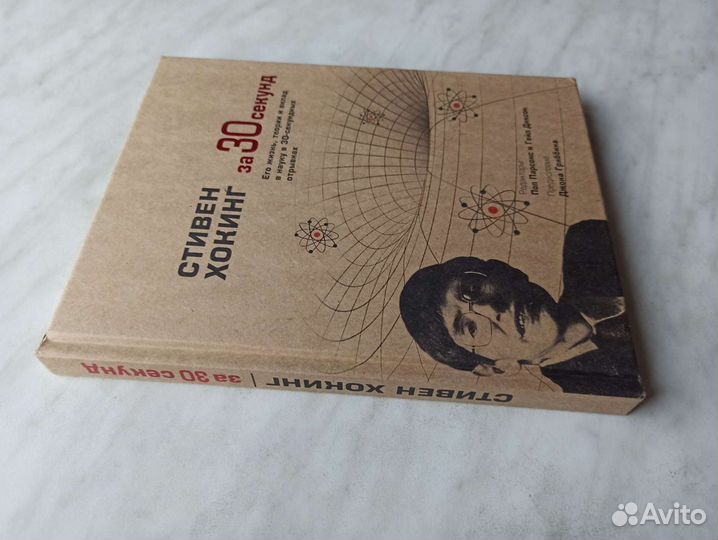 СТИВЕН
ХОКИНГ
за 30 секунд
Его жизнь, теории и вклад
в науку в 30-секундных
отрывках
Редакторы
Пол Парсонс и Гейл Диксон
Предисловие
Джона Гриббина
СТИВЕН ХОКИНГ | за 30 секунд
Avito